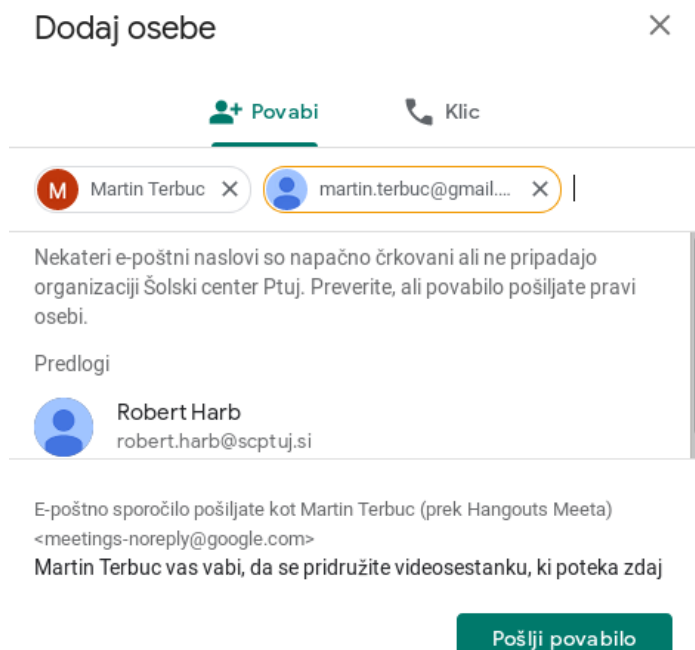 Dodaj osebe
Povabi
Klic
M Martin Terbuc
martin.terbuc@gmail....
Nekateri e-poštni naslovi so napačno črkovani ali ne pripadajo
organizaciji Šolski center Ptuj. Preverite, ali povabilo pošiljate pravi
osebi.
Predlogi
Robert Harb
robert.harb@scptuj.si
E-poštno sporočilo pošiljate kot Martin Terbuc (prek Hangouts Meeta)
<meetings-noreply@google.com>
Martin Terbuc vas vabi, da se pridružite videosestanku, ki poteka zdaj
Pošlji povabilo